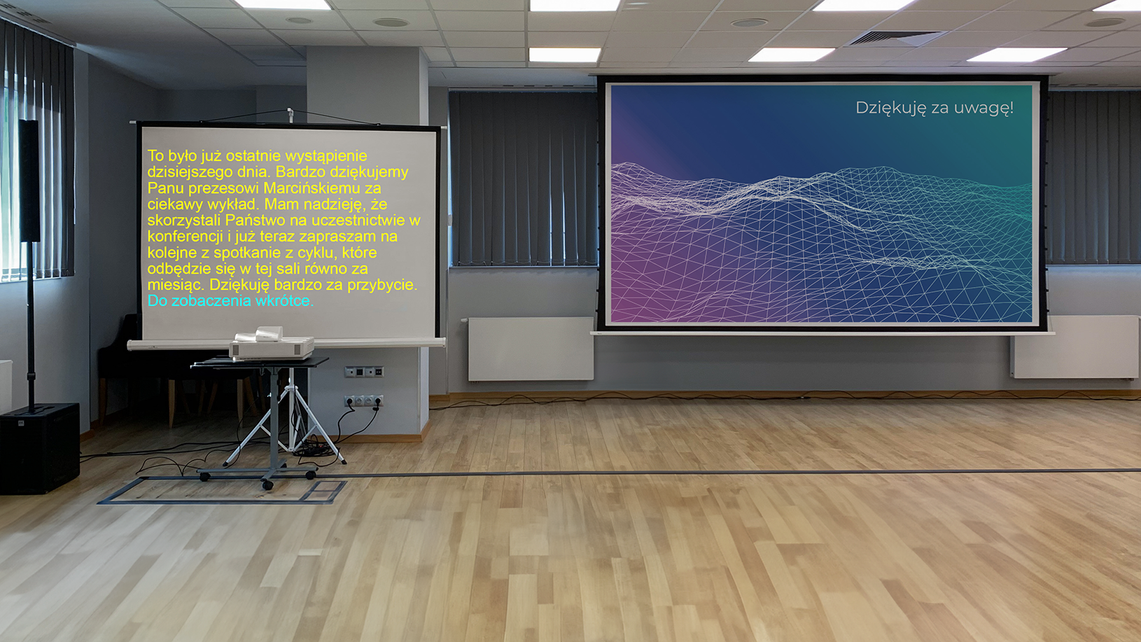 To było już ostatnie wystąpienie
dzisiejszego dnia. Bardzo dziękujemy
Panu prezesowi Marcińskiemu za
ciekawy wykład. Mam nadzieję, że
skorzystali Państwo na uczestnictwie w
konferencji i już teraz zapraszam na
kolejne z spotkanie z cyklu, które
odbędzie się w tej sali równo za
miesiąc. Dziękuję bardzo za przybycie.
Do zobaczenia wkrótce.
Dziękuję za uwagę!